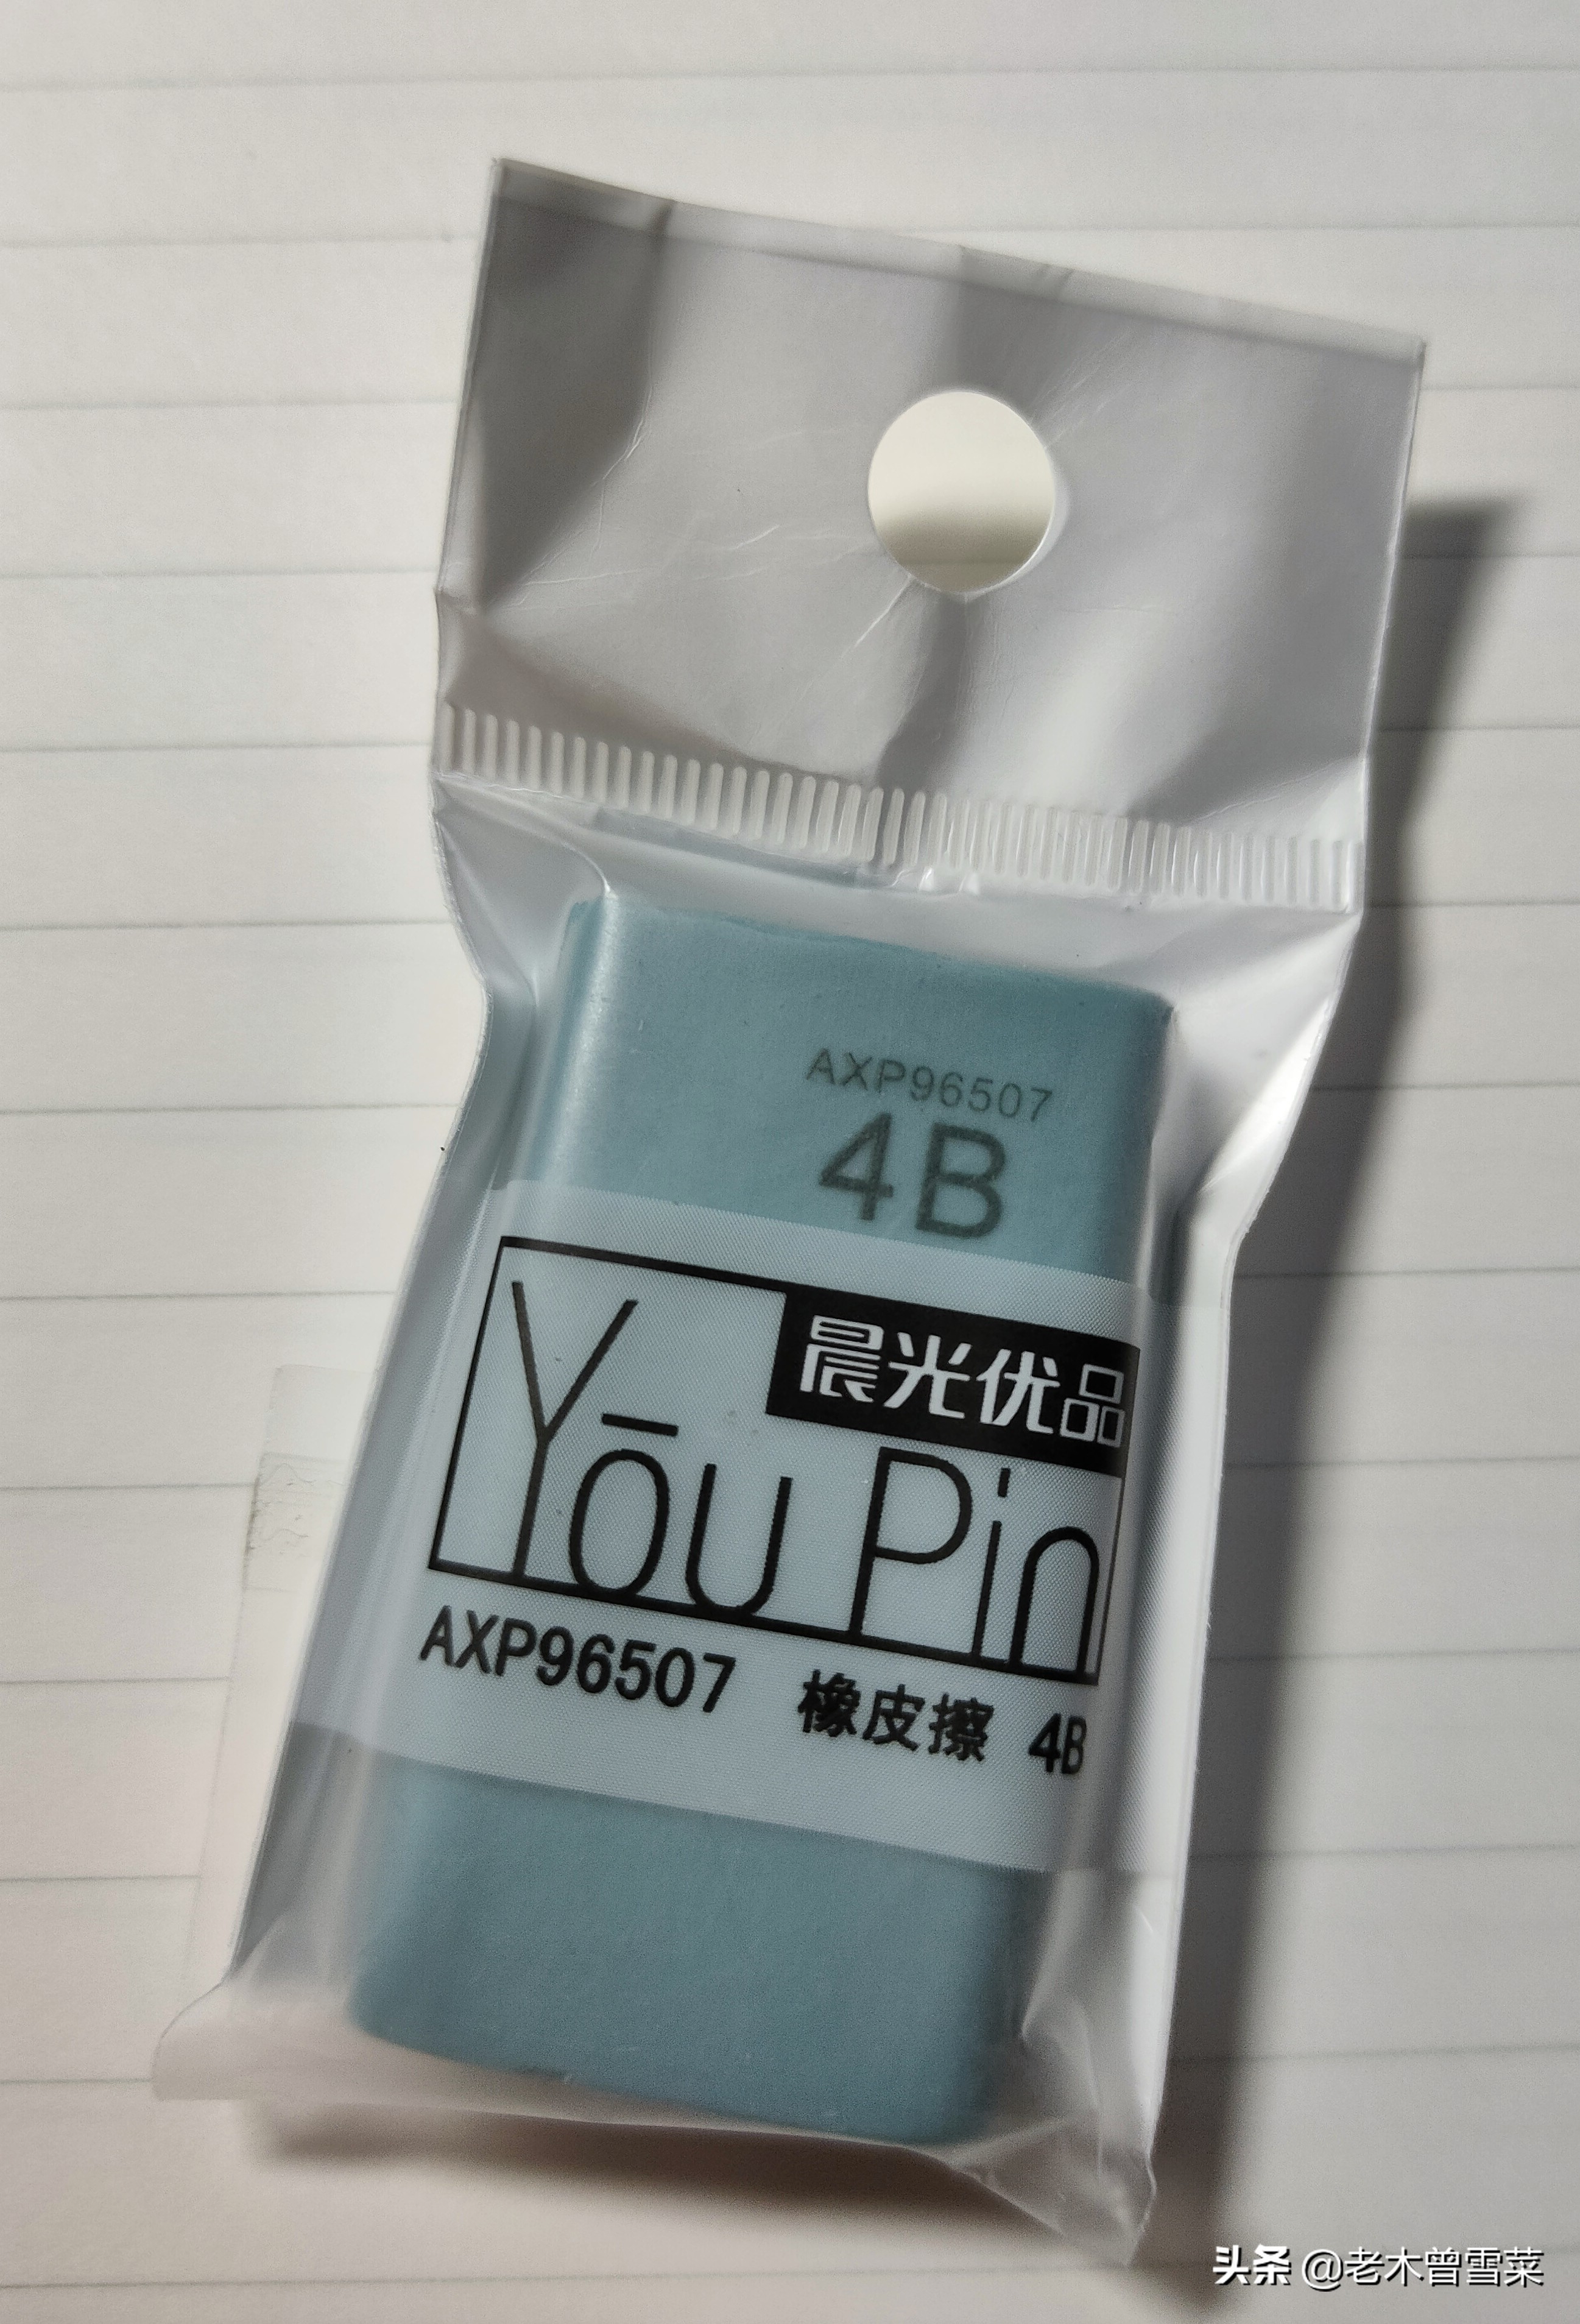 AXP96507
4B
晨光优品
Yōu Pin
AXP96507 橡皮擦 4B
头条 @老木曾雪菜